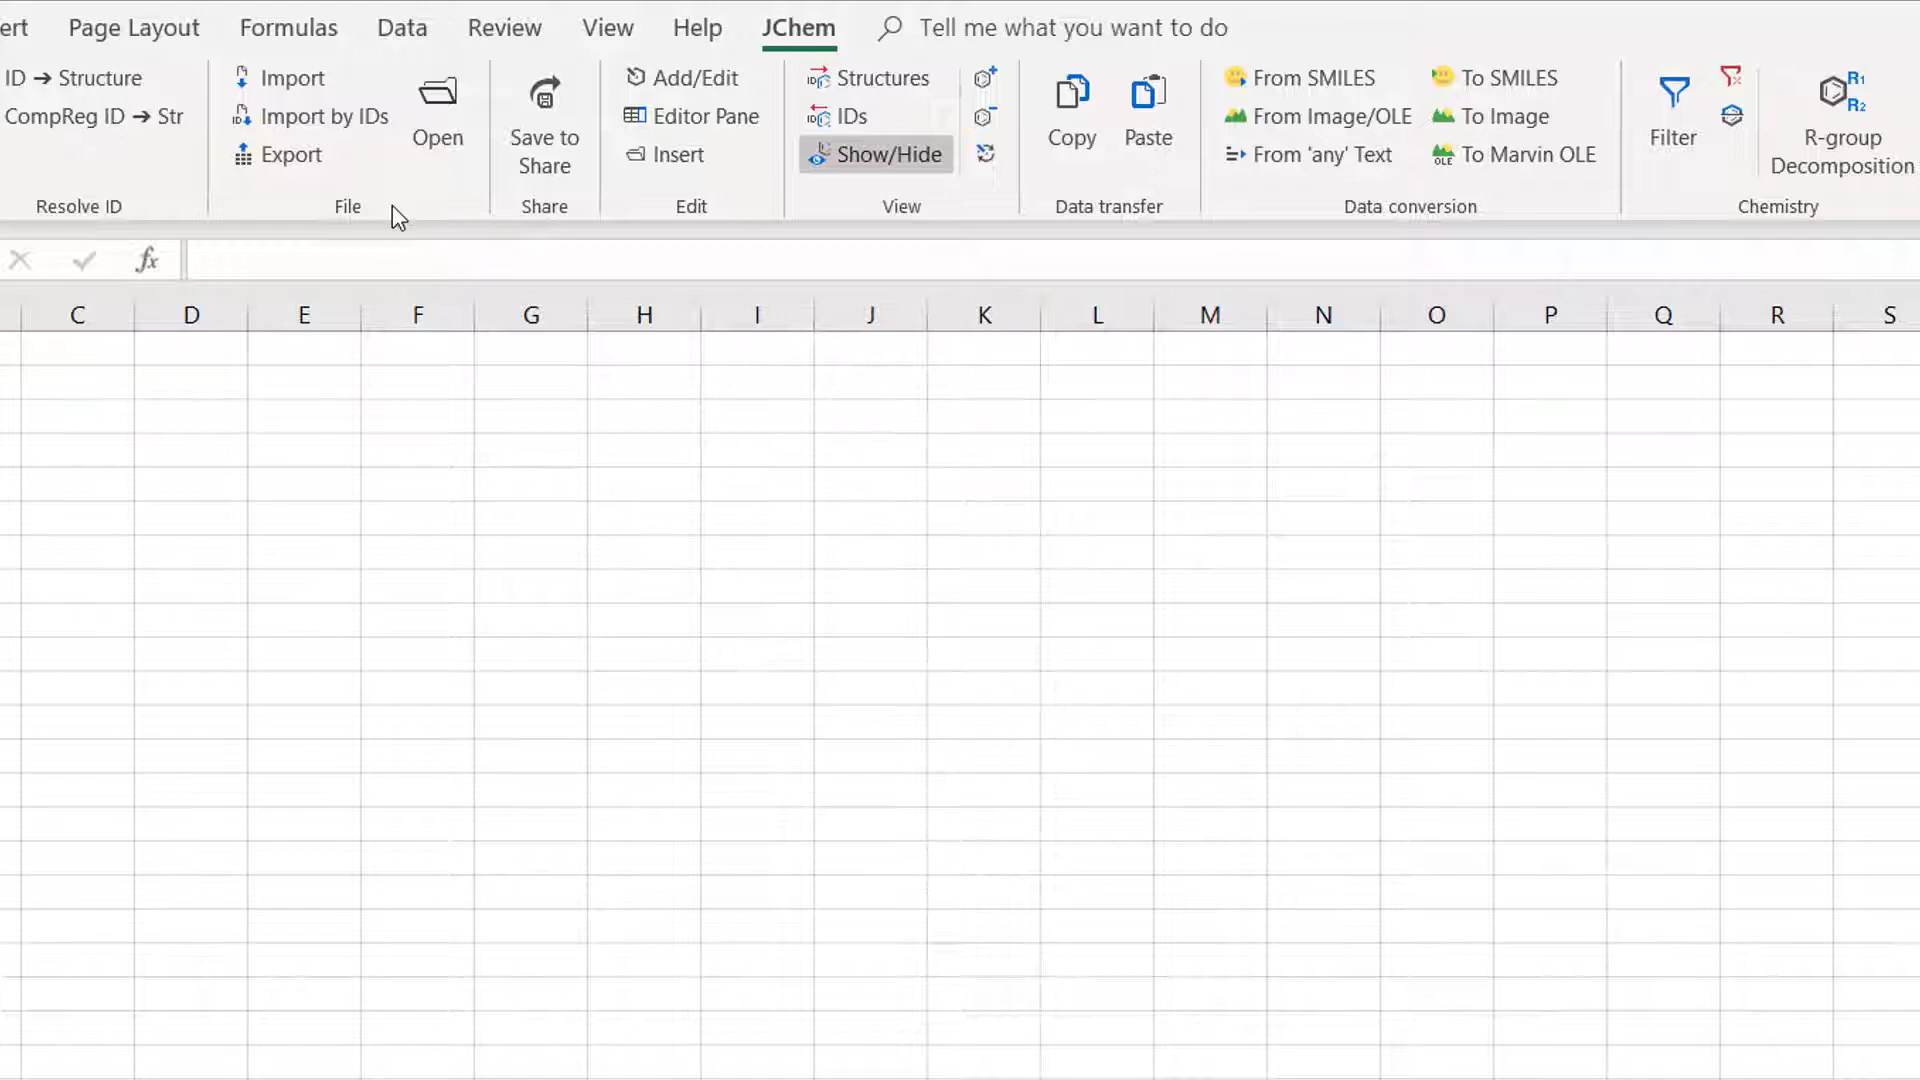 ert Page Layout Formulas Data Review View Help JChem Tell me what you want to do
ID → Structure
CompReg ID → Str
Resolve ID
Import
Import by IDs
Export
Open
File
Save to
Share
Share
Add/Edit
Editor Pane
Insert
Edit
Structures
IDs
Show/Hide
View
Copy
Paste
Data transfer
From SMILES
From Image/OLE
From 'any' Text
To SMILES
To Image
To Marvin OLE
Data conversion
Filter
R1
R2
R-group
Decomposition
Chemistry
fx
C D E F G H I J K L M N O P Q R S